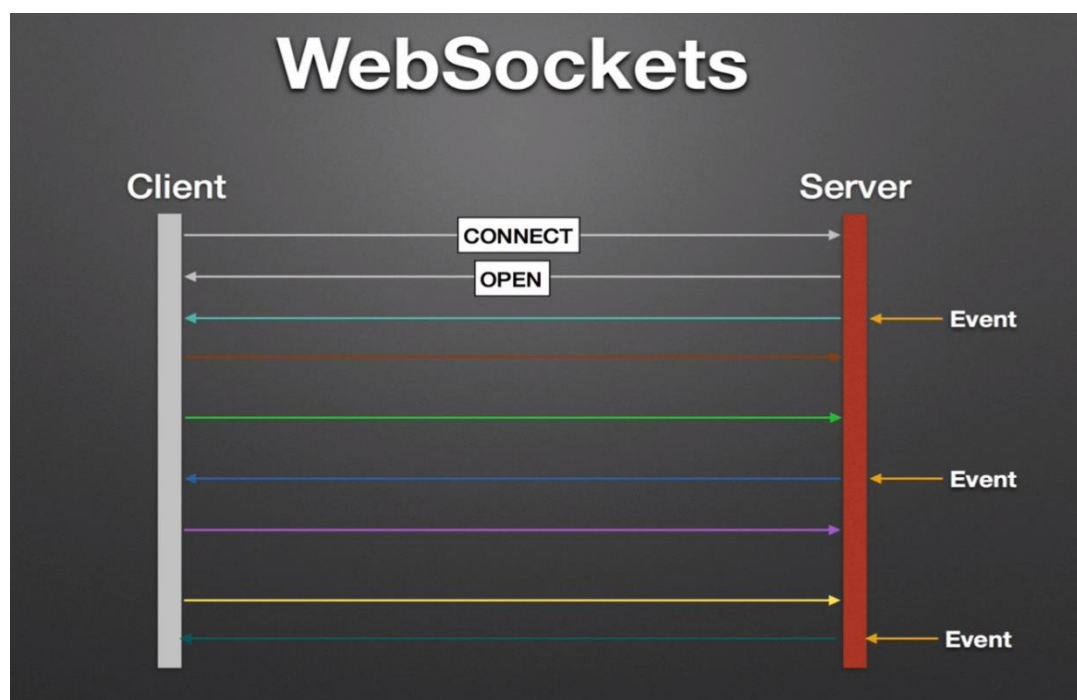 WebSockets
Client
Server
CONNECT
OPEN
Event
Event
Event